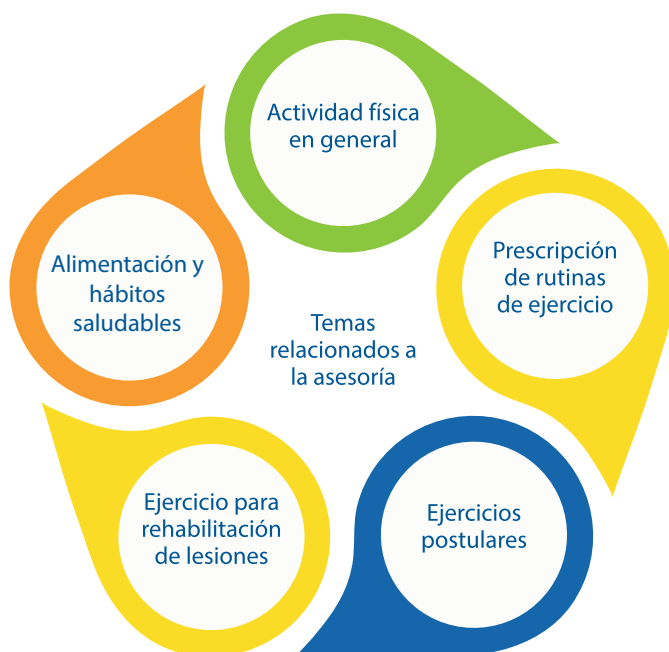 Actividad física
en general
Prescripción
de rutinas
de ejercicio
Ejercicios
postulares
Ejercicio para
rehabilitación
de lesiones
Alimentación y
hábitos
saludables
Temas
relacionados a
la asesoría